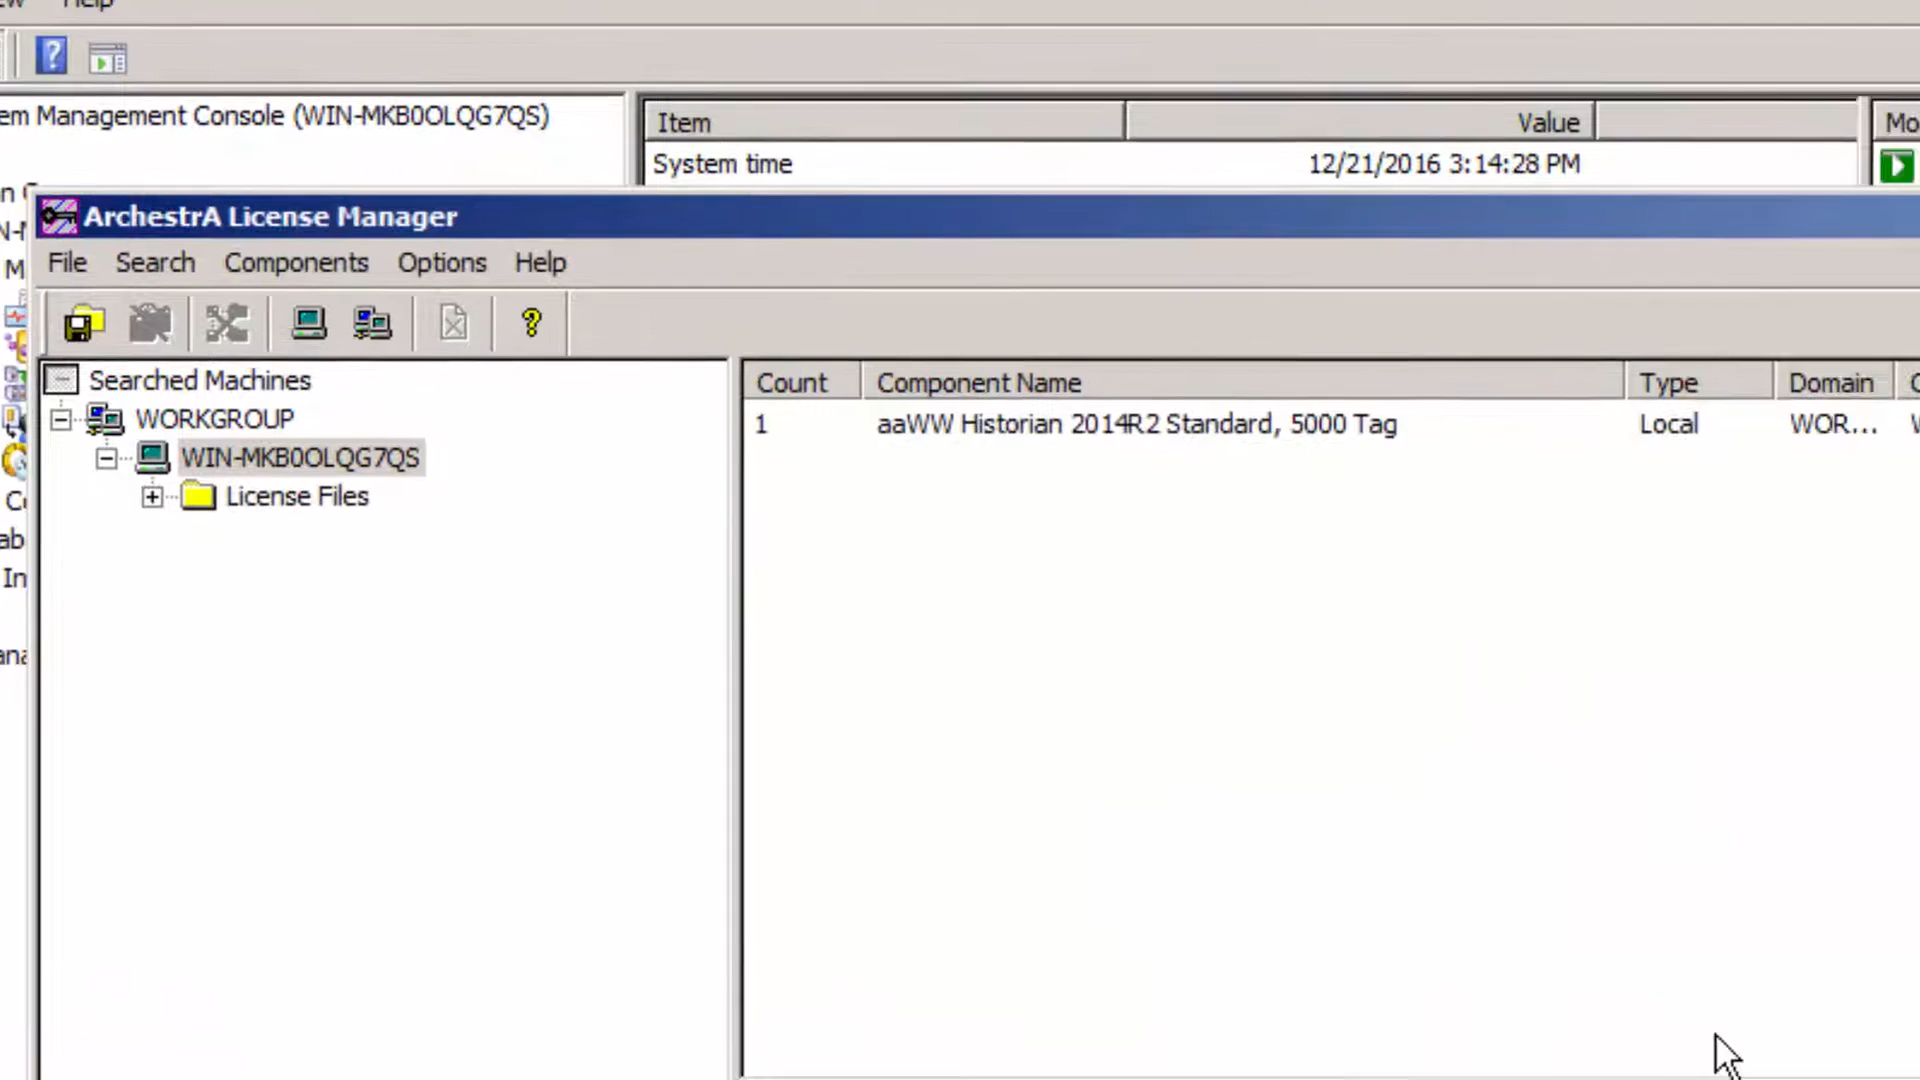 Help
em Management Console (WIN-MKB0OLQG7QS)
Item Value Mo
System time 12/21/2016 3:14:28 PM
ArchestrA License Manager
File Search Components Options Help
Searched Machines
WORKGROUP
WIN-MKB0OLQG7QS
License Files
Count Component Name Type Domain
1 aaWW Historian 2014R2 Standard, 5000 Tag Local WOR...